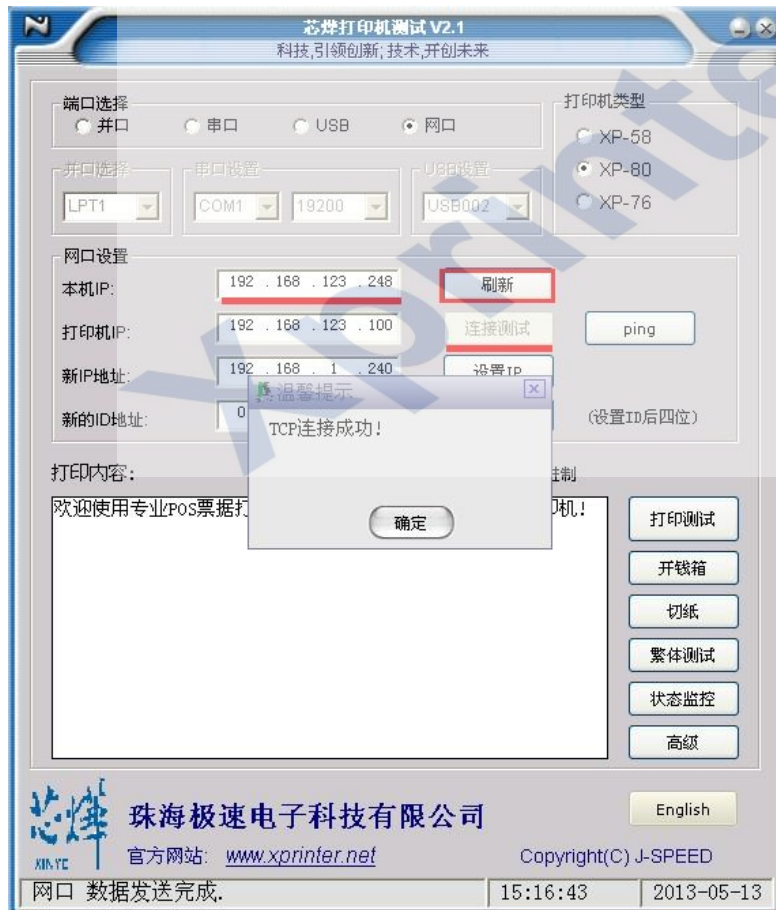 芯烨打印机测试 V2.1
科技,引领创新; 技术,开创未来
端口选择
并口 串口 USB 网口
打印机类型
XP-58
XP-80
XP-76
并口选择 串口设置 USB设置
LPT1 COM1 19200 USB002
网口设置
本机IP: 192 . 168 . 123 . 248 刷新
打印机IP: 192 . 168 . 123 . 100 连接测试 ping
新IP地址: 192 . 168 . 1 . 240 设置IP
新的ID地址: 0 (设置ID后四位)
温馨提示
TCP连接成功!
确定
打印内容: 进制
欢迎使用专业POS票据打 印机!
打印测试
开钱箱
切纸
繁体测试
状态监控
高级
芯烨
XINYE
珠海极速电子科技有限公司
官方网站: www.xprinter.net
English
Copyright(C) J-SPEED
网口 数据发送完成. 15:16:43 2013-05-13
Xprinte